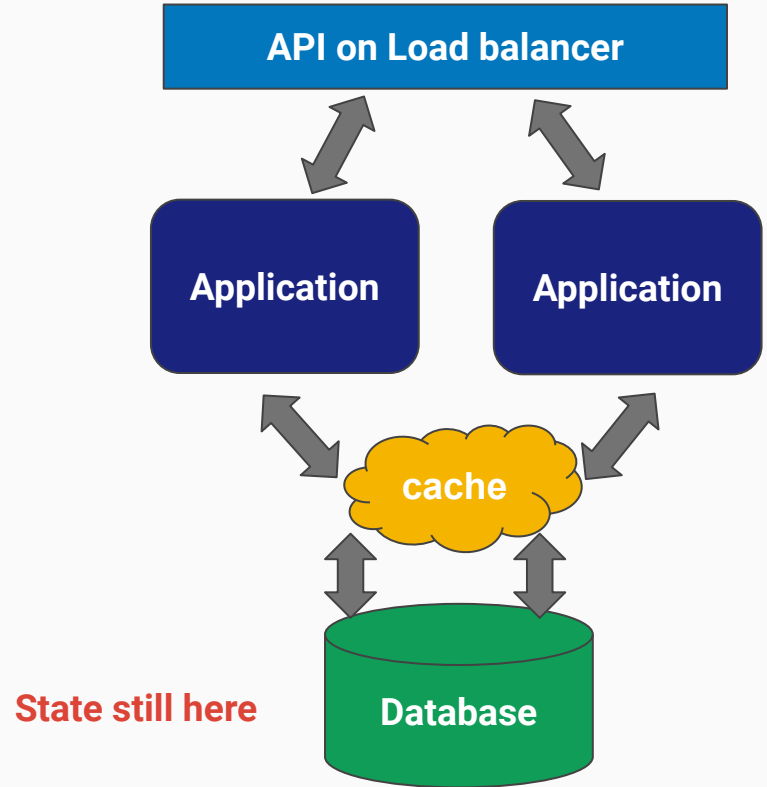 API on Load balancer
Application
Application
cache
State still here
Database